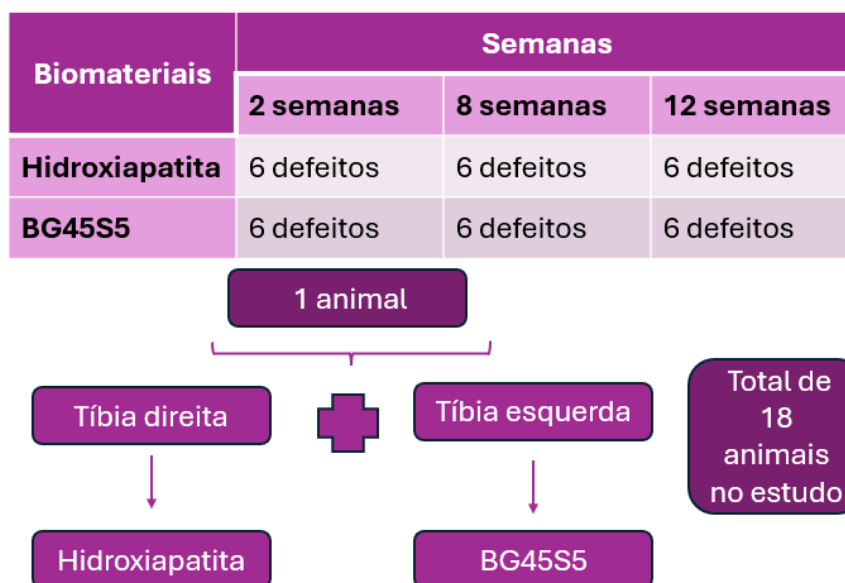 Biomateriais
Semanas
2 semanas 8 semanas 12 semanas
Hidroxiapatita 6 defeitos 6 defeitos 6 defeitos
BG45S5 6 defeitos 6 defeitos 6 defeitos
1 animal
Tíbia direita
Tíbia esquerda
Total de
18
animais
no estudo
Hidroxiapatita
BG45S5